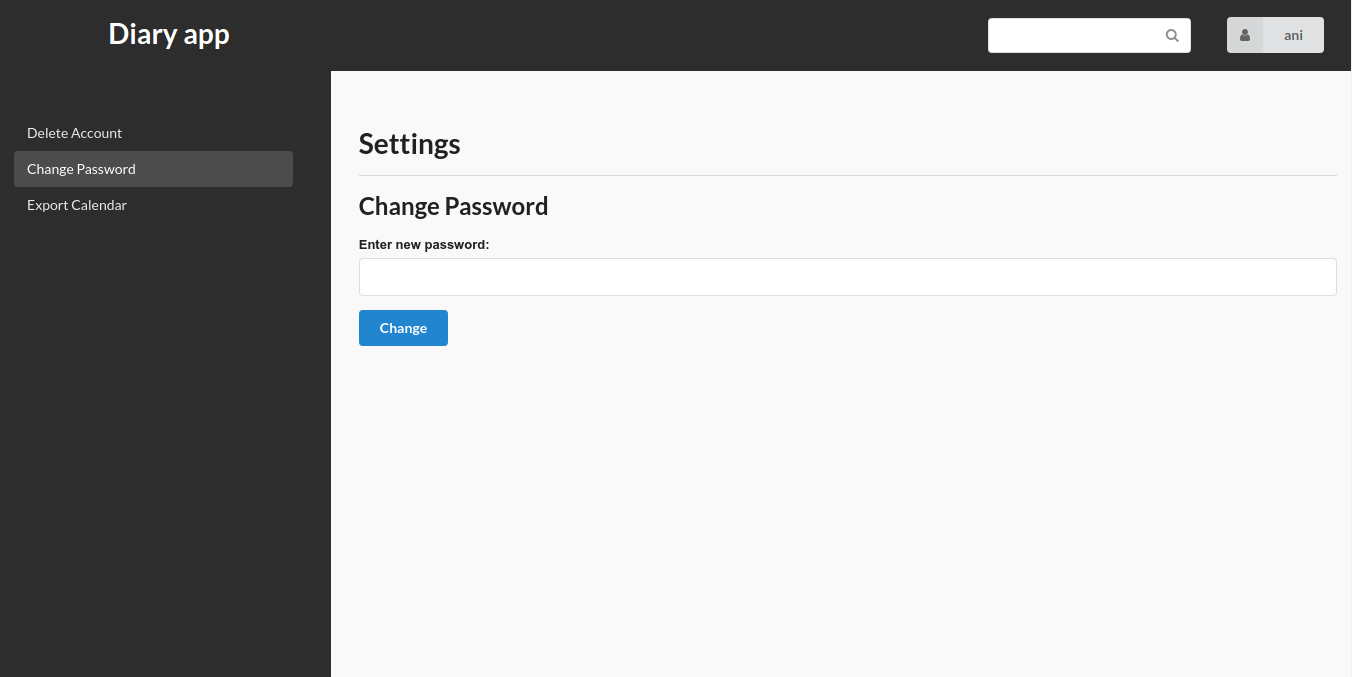 Diary app
ani
Delete Account
Change Password
Export Calendar
Settings
Change Password
Enter new password:
Change